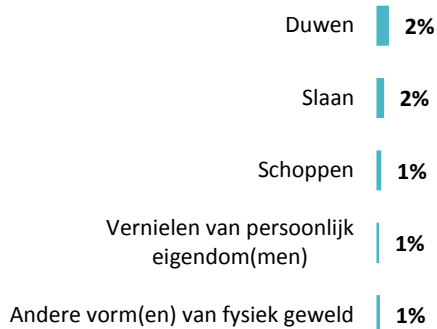 Duwen 2%
Slaan 2%
Schoppen 1%
Vernielen van persoonlijk
eigendom(men) 1%
Andere vorm(en) van fysiek geweld 1%